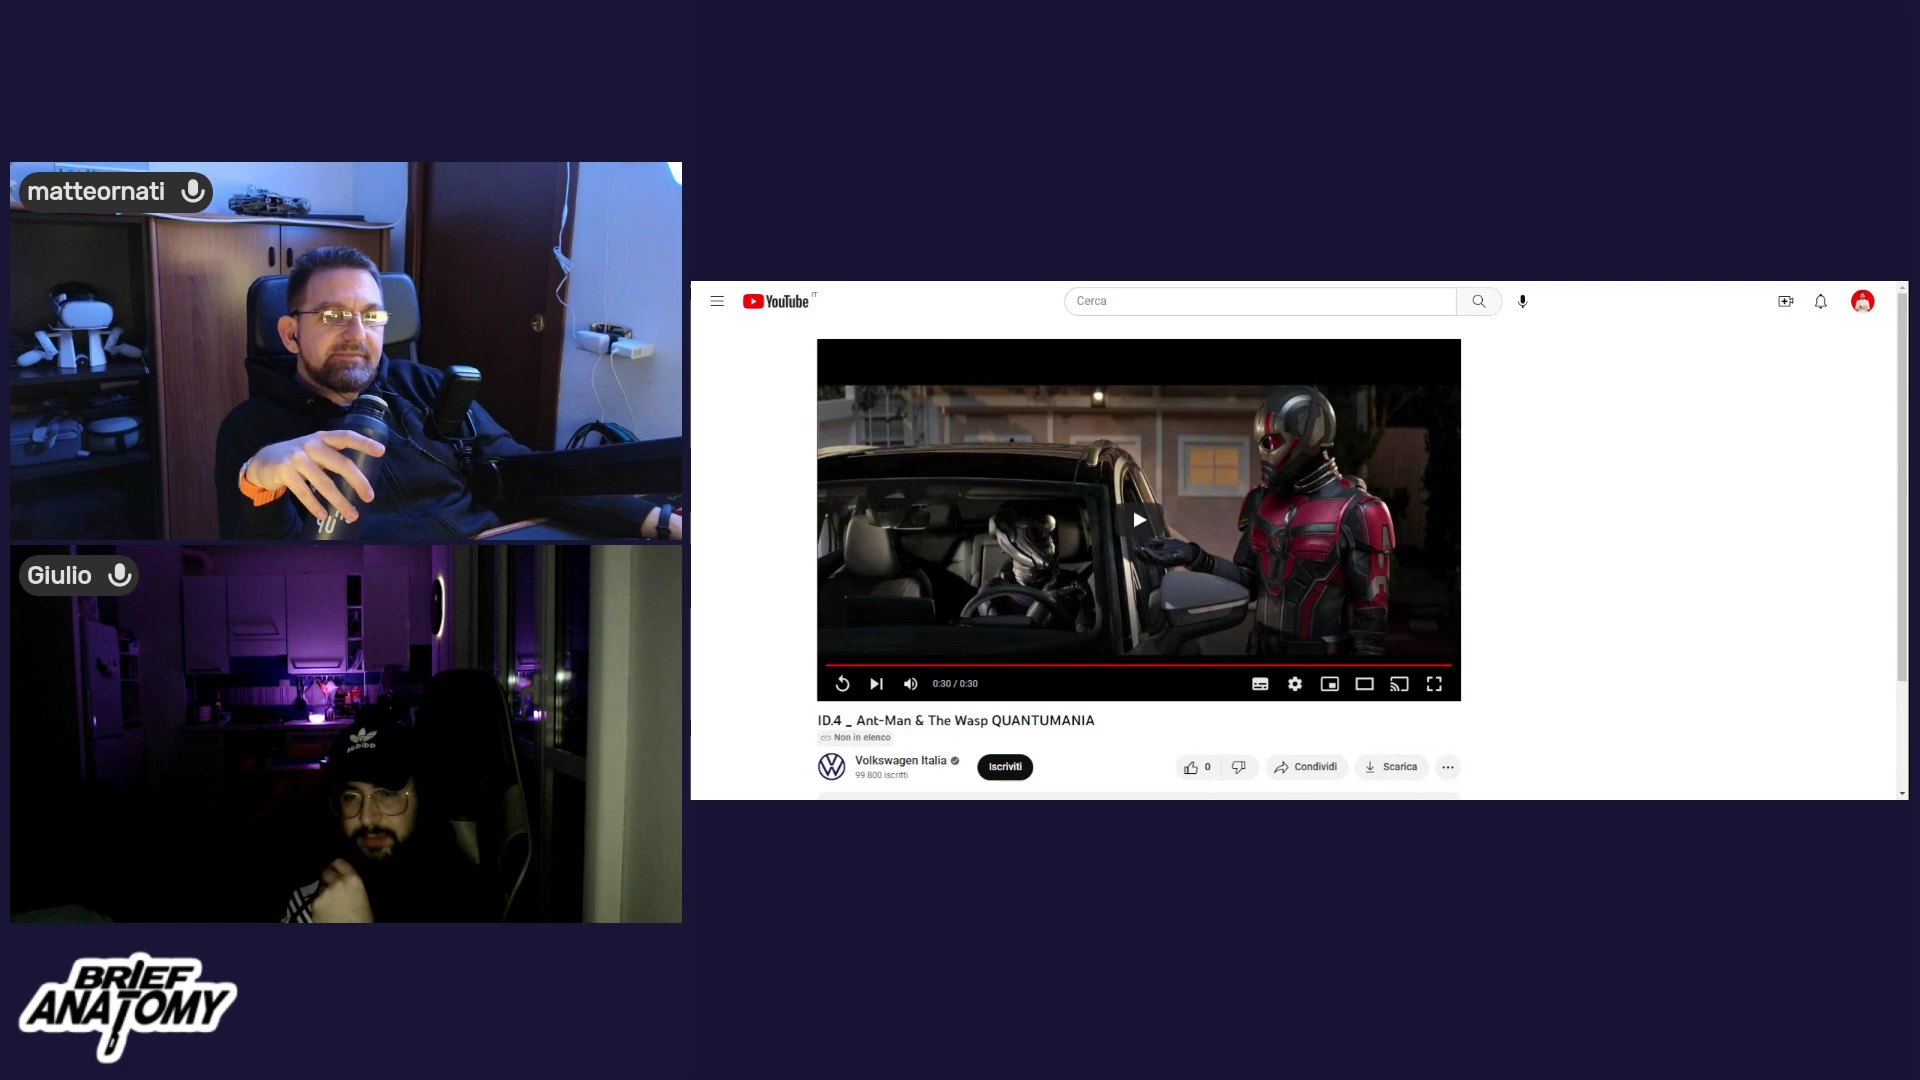 matteornati
Giulio
BRIEF
ANATOMY
YouTube IT
Cerca
0:30 / 0:30
ID.4 _ Ant-Man & The Wasp QUANTUMANIA
Non in elenco
Volkswagen Italia
99.800 iscritti
Iscriviti
0
Condividi
Scarica
adidas